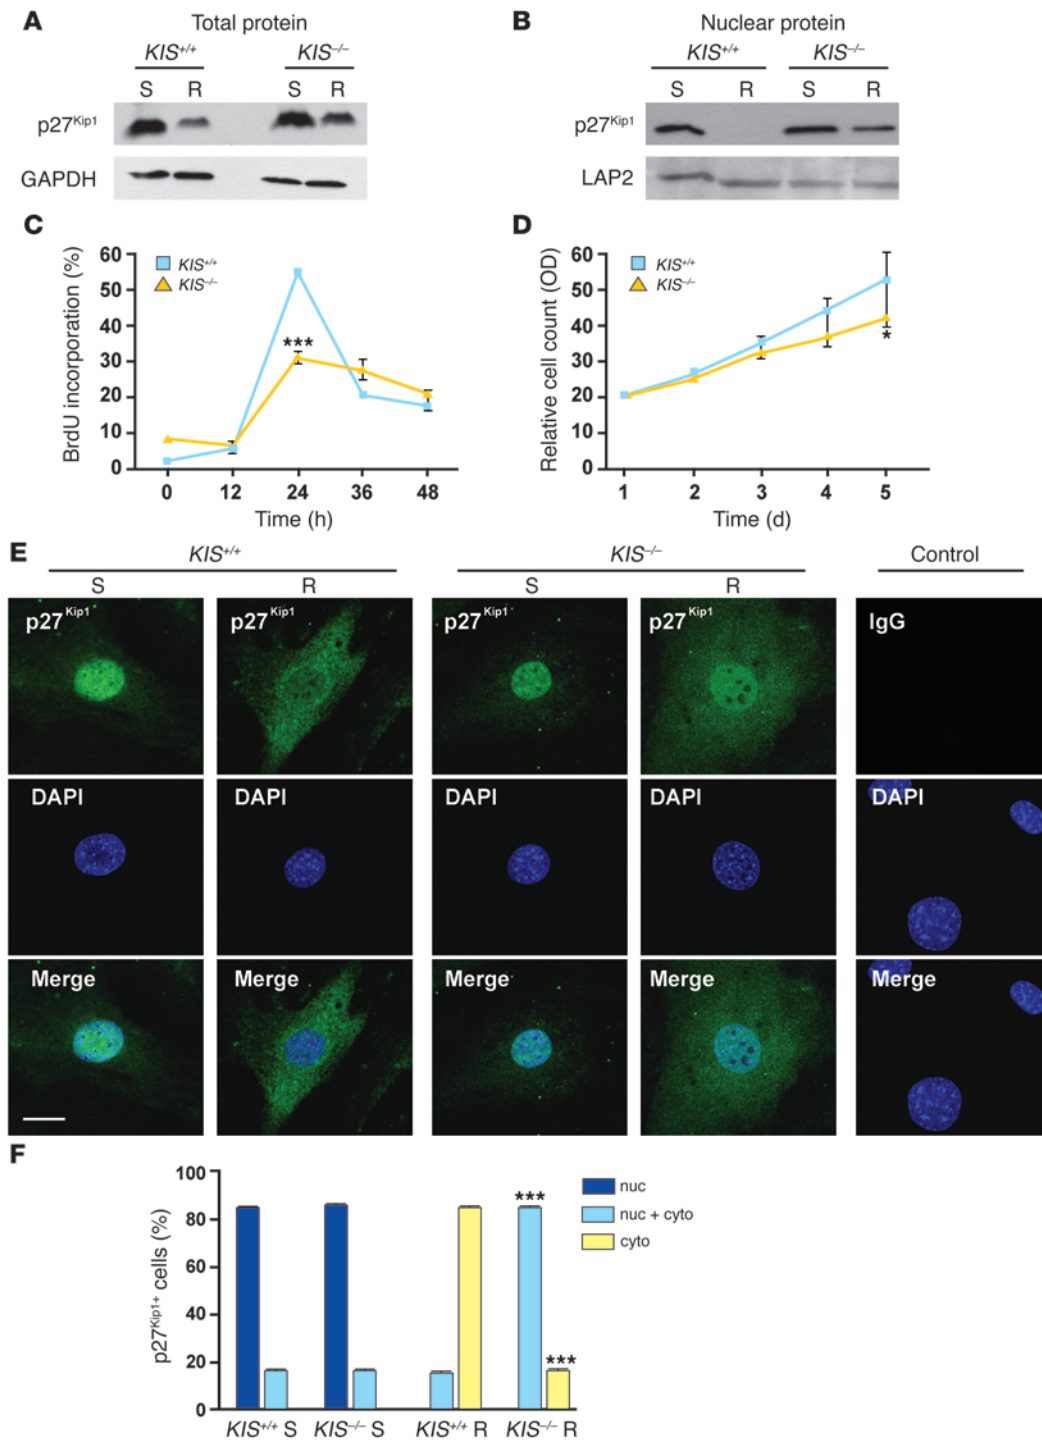 A Total protein
KIS+/+ KIS–/–
S R S R
p27Kip1
GAPDH
B Nuclear protein
KIS+/+ KIS–/–
S R S R
p27Kip1
LAP2
C
BrdU incorporation (%)
60
50
40
30
20
10
0
KIS+/+
KIS–/–
***
0 12 24 36 48
Time (h)
D
Relative cell count (OD)
60
50
40
30
20
10
0
KIS+/+
KIS–/–
*
1 2 3 4 5
Time (d)
E KIS+/+ KIS–/– Control
S R S R
p27Kip1 p27Kip1 p27Kip1 p27Kip1 IgG
DAPI DAPI DAPI DAPI DAPI
Merge Merge Merge Merge Merge
F
p27Kip1+ cells (%)
100
80
60
40
20
0
***
***
nuc
nuc + cyto
cyto
KIS+/+ S KIS–/– S KIS+/+ R KIS–/– R